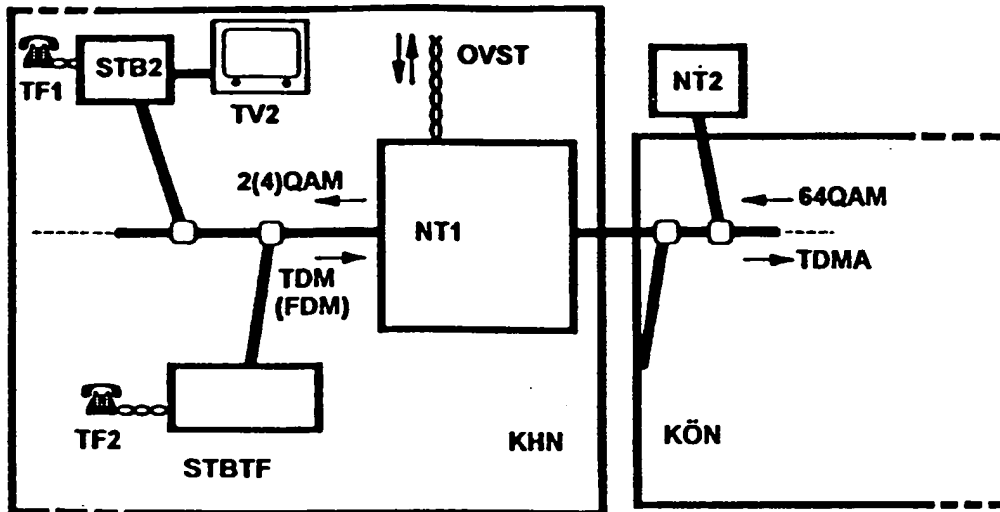 OVST
STB2
TF1
TV2
NT2
2(4)QAM
64QAM
NT1
TDM
(FDM)
TDMA
TF2
STBTF
KHN
KÖN